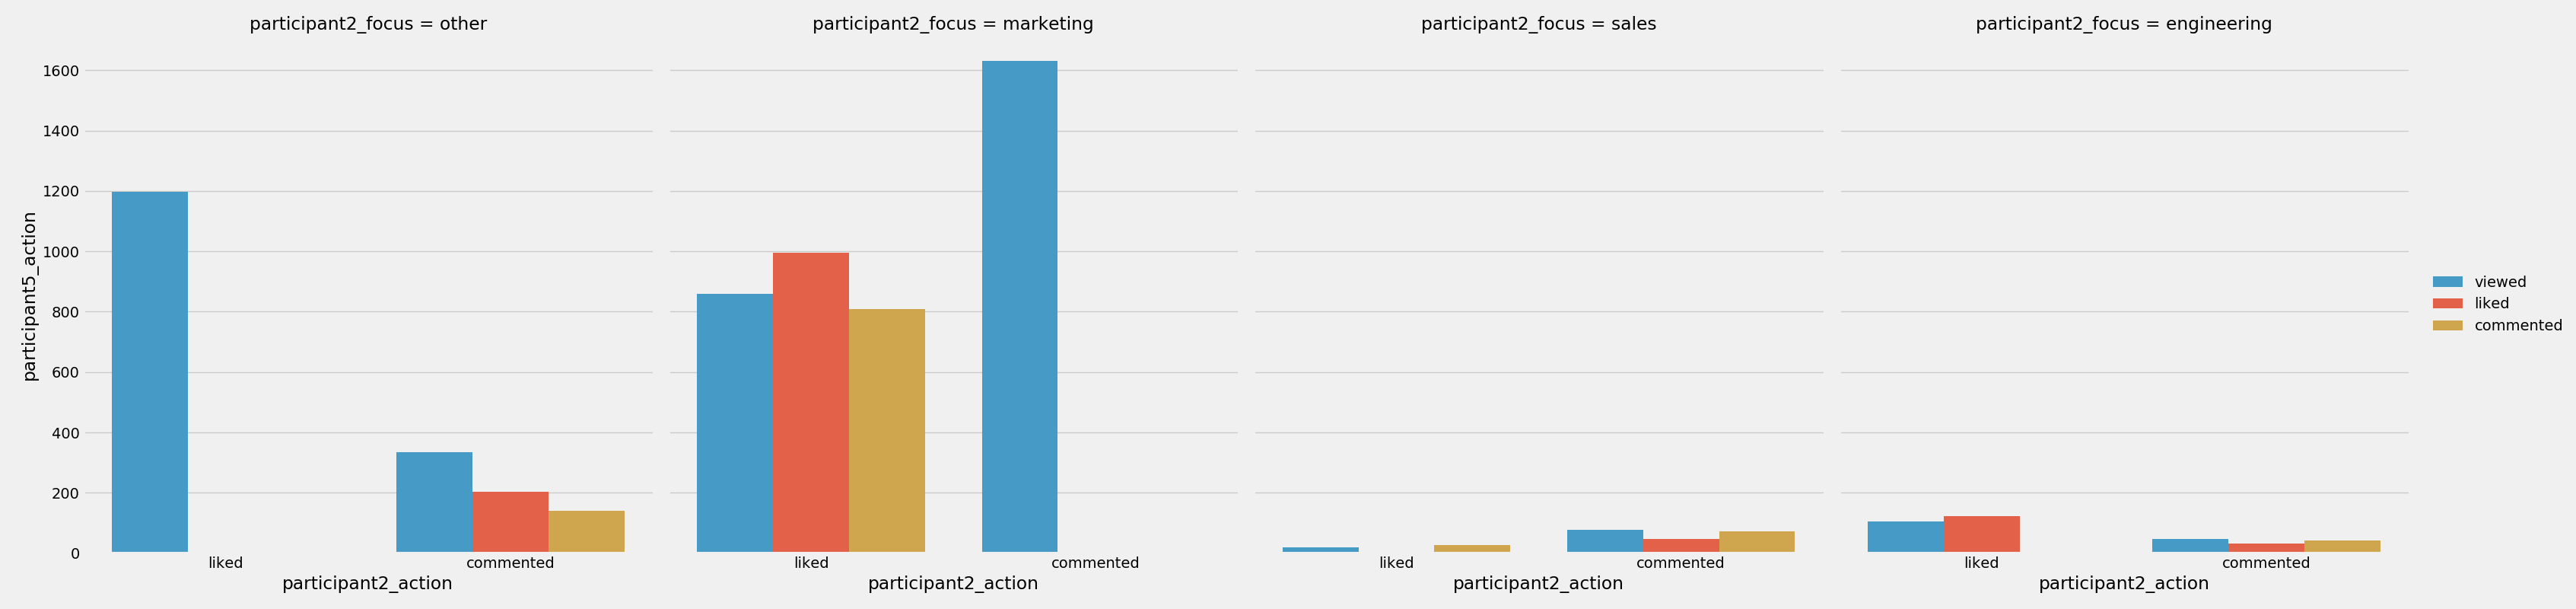 participant2_focus = other
participant2_focus = marketing
participant2_focus = sales
participant2_focus = engineering
participant5_action
1600
1400
1200
1000
800
600
400
200
0
liked
commented
liked
commented
liked
commented
liked
commented
participant2_action
participant2_action
participant2_action
participant2_action
viewed
liked
commented